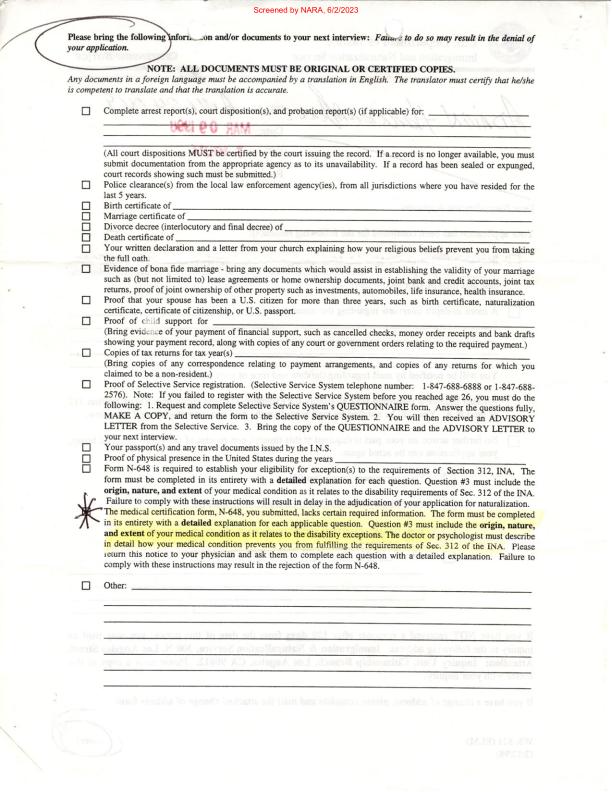 Screened by NARA, 6/2/2023
Please bring the following and/or documents to your next interview: Failure to do so may result in the denial of
your application.
NOTE: ALL DOCUMENTS MUST BE ORIGINAL OR CERTIFIED COPIES.
Any documents in a foreign language must be accompanied by a translation in English. The translator must certify that he/she
is competent to translate and that the translation is accurate.
☐ Complete arrest report(s), court disposition(s), and probation report(s) (if applicable) for:
(All court dispositions MUST be certified by the court issuing the record. If a record is no longer available, you must
submit documentation from the appropriate agency as to its unavailability. If a record has been sealed or expunged,
court records showing such must be submitted.)
☐ Police clearance(s) from the local law enforcement agency(ies), from all jurisdictions where you have resided for the
last 5 years.
☐ Birth certificate of
☐ Marriage certificate of
☐ Divorce decree (interlocutory and final decree) of
☐ Death certificate of
☐ Your written declaration and a letter from your church explaining how your religious beliefs prevent you from taking
the full oath.
☐ Evidence of bona fide marriage - bring any documents which would assist in establishing the validity of your marriage
such as (but not limited to) lease agreements or home ownership documents, joint bank and credit accounts, joint tax
returns, proof of joint ownership of other property such as investments, automobiles, life insurance, health insurance.
☐ Proof that your spouse has been a U.S. citizen for more than three years, such as birth certificate, naturalization
certificate, certificate of citizenship, or U.S. passport.
☐ Proof of child support for
(Bring evidence of your payment of financial support, such as cancelled checks, money order receipts and bank drafts
showing your payment record, along with copies of any court or government orders relating to the required payment.)
☐ Copies of tax returns for tax year(s)
(Bring copies of any correspondence relating to payment arrangements, and copies of any returns for which you
claimed to be a non-resident.)
☐ Proof of Selective Service registration. (Selective Service System telephone number: 1-847-688-6888 or 1-847-688-
2576). Note: If you failed to register with the Selective Service System before you reached age 26, you must do the
following: 1. Request and complete Selective Service System's QUESTIONNAIRE form. Answer the questions fully,
MAKE A COPY, and return the form to the Selective Service System. 2. You will then receive an ADVISORY
LETTER from the Selective Service. 3. Bring the copy of the QUESTIONNAIRE and the ADVISORY LETTER to
your next interview.
☐ Your passport(s) and any travel documents issued by the I.N.S.
☐ Proof of physical presence in the United States during the years
☐ Form N-648 is required to establish your eligibility for exception(s) to the requirements of Section 312, INA, The
form must be completed in its entirety with a detailed explanation for each question. Question #3 must include the
origin, nature, and extent of your medical condition as it relates to the disability requirements of Sec. 312 of the INA.
Failure to comply with these instructions will result in delay in the adjudication of your application for naturalization.
The medical certification form, N-648, you submitted, lacks certain required information. The form must be completed
in its entirety with a detailed explanation for each applicable question. Question #3 must include the origin, nature,
and extent of your medical condition as it relates to the disability exceptions. The doctor or psychologist must describe
in detail how your medical condition prevents you from fulfilling the requirements of Sec. 312 of the INA. Please
return this notice to your physician and ask them to complete each question with a detailed explanation. Failure to
comply with these instructions may result in the rejection of the form N-648.
☐ Other: